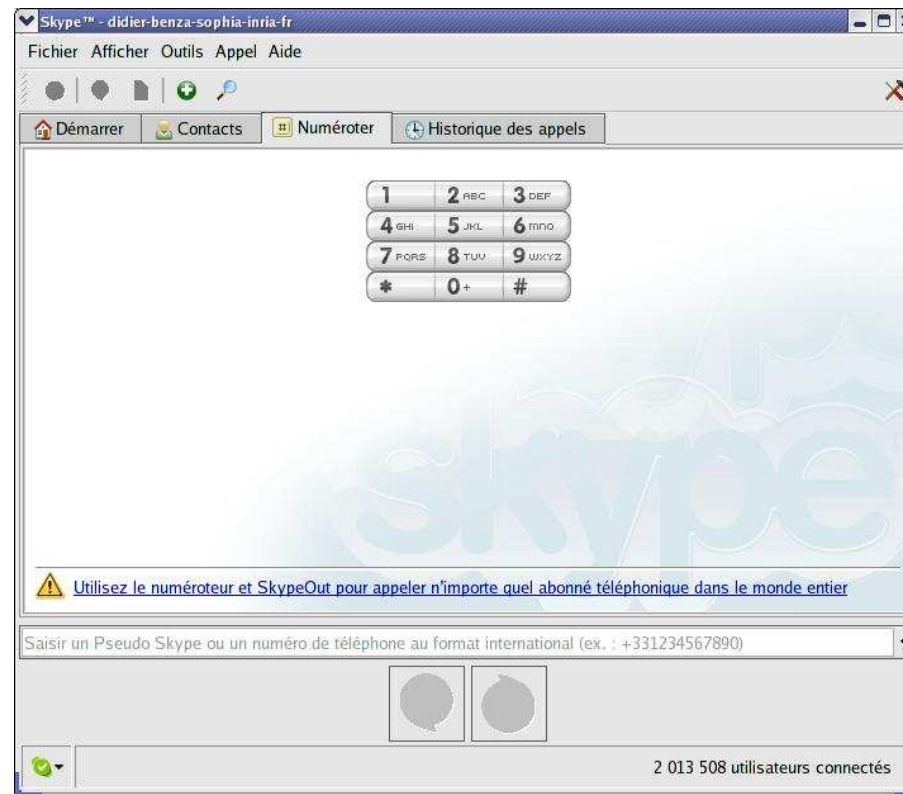 Skype™ - didier-benza-sophia-inria-fr
Fichier Afficher Outils Appel Aide
Démarrer Contacts Numéroter Historique des appels
1 2 ABC 3 DEF
4 GHI 5 JKL 6 mno
7 PQRS 8 TUV 9 WXYZ
* 0 + #
skype
Utilisez le numéroteur et SkypeOut pour appeler n'importe quel abonné téléphonique dans le monde entier
Saisir un Pseudo Skype ou un numéro de téléphone au format international (ex. : +331234567890)
2 013 508 utilisateurs connectés